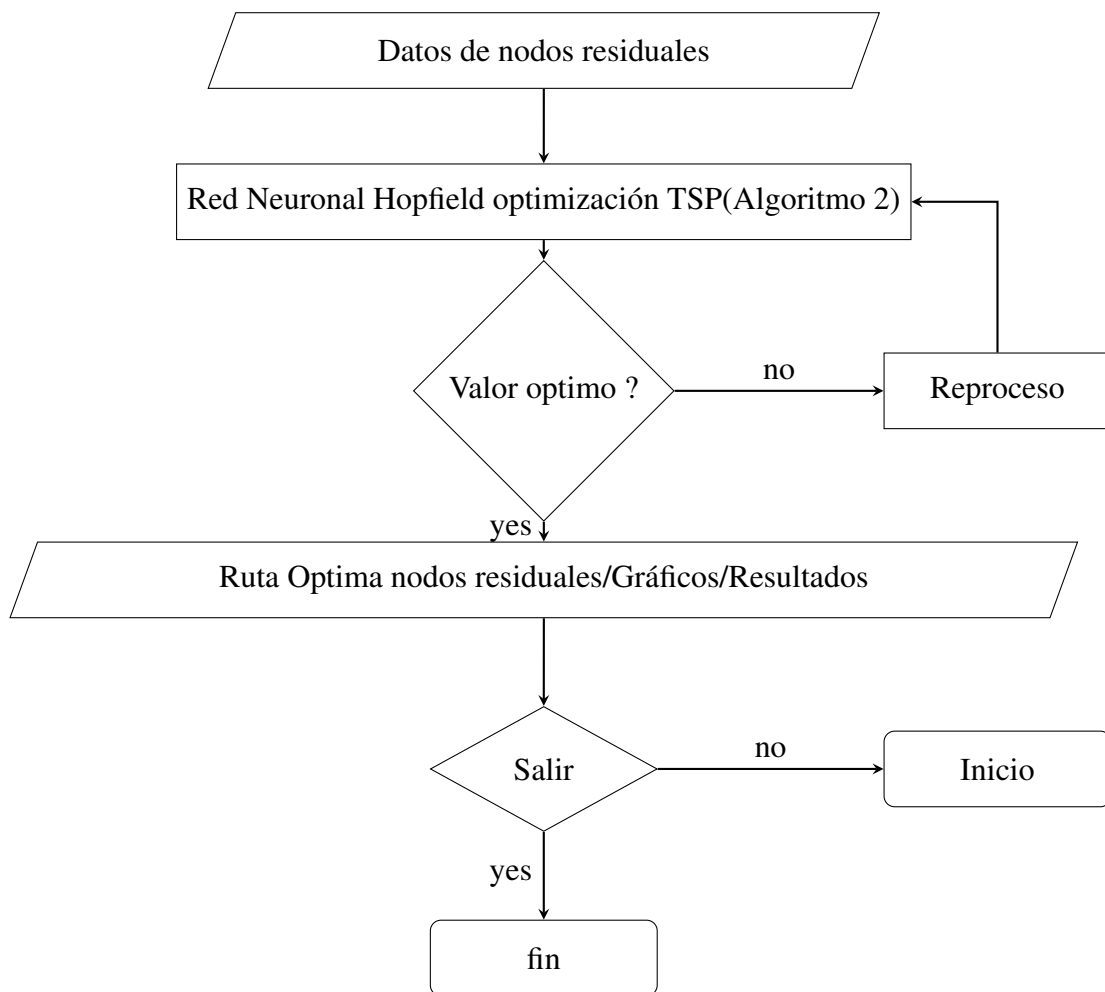 Datos de nodos residuales
Red Neuronal Hopfield optimización TSP(Algoritmo 2)
Valor optimo ?
no
Reproceso
yes
Ruta Optima nodos residuales/Gráficos/Resultados
Salir
no
Inicio
yes
fin